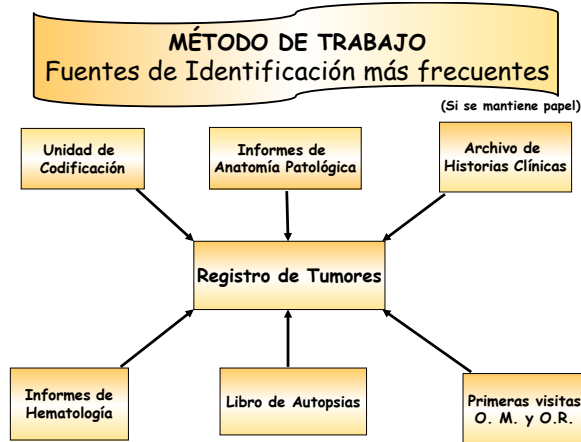 MÉTODO DE TRABAJO
Fuentes de Identificación más frecuentes
(Si se mantiene papel)
Unidad de
Codificación
Informes de
Anatomía Patológica
Archivo de
Historias Clínicas
Registro de Tumores
Informes de
Hematología
Libro de Autopsias
Primeras visitas
O. M. y O.R.